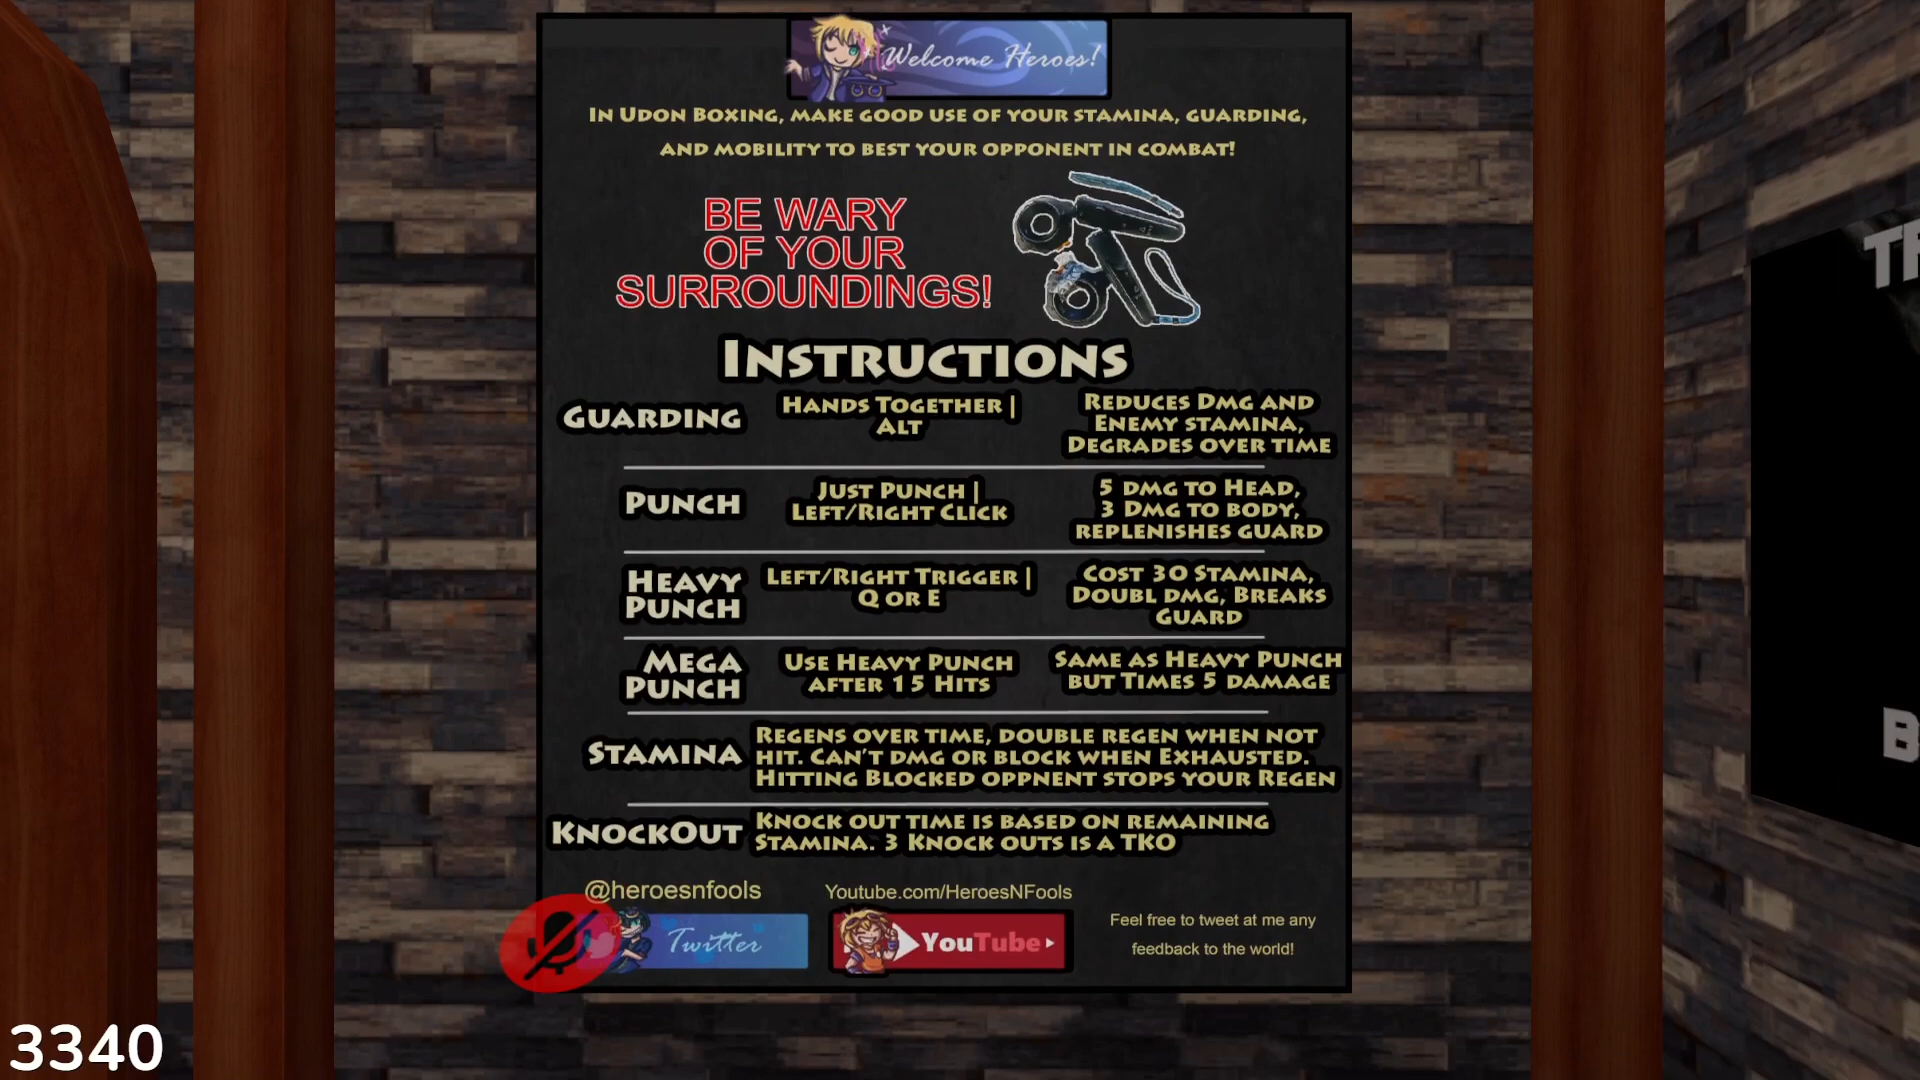 Welcome Heroes!
In Udon Boxing, make good use of your stamina, guarding,
and mobility to best your opponent in combat!
BE WARY
OF YOUR
SURROUNDINGS!
Instructions
Guarding
Hands Together |
Alt
Reduces Dmg and
Enemy stamina,
Degrades over time
Punch
Just Punch |
Left/Right Click
5 dmg to Head,
3 Dmg to body,
replenishes guard
Heavy
Punch
Left/Right Trigger |
Q or E
Cost 30 Stamina,
Doubl dmg, Breaks
Guard
Mega
Punch
Use Heavy Punch
after 15 Hits
Same as Heavy Punch
but Times 5 damage
Stamina
Regens over time, double regen when not
hit. Can't dmg or block when Exhausted.
Hitting Blocked oppnent stops your Regen
KnockOut
Knock out time is based on remaining
Stamina. 3 Knock outs is a TKO
@heroesnfools
Youtube.com/HeroesNFools
Twitter
YouTube
Feel free to tweet at me any
feedback to the world!
3340